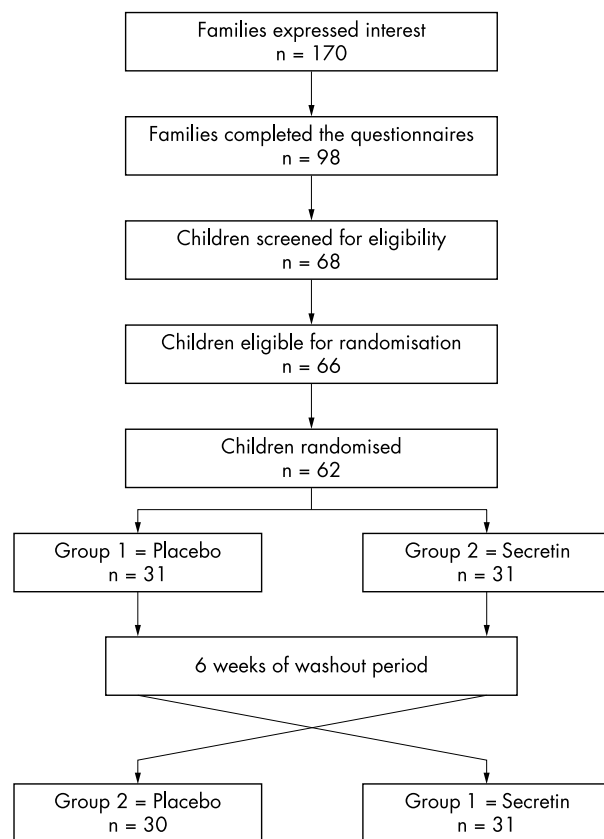 Families expressed interest
n = 170
Families completed the questionnaires
n = 98
Children screened for eligibility
n = 68
Children eligible for randomisation
n = 66
Children randomised
n = 62
Group 1 = Placebo
n = 31
Group 2 = Secretin
n = 31
6 weeks of washout period
Group 2 = Placebo
n = 30
Group 1 = Secretin
n = 31